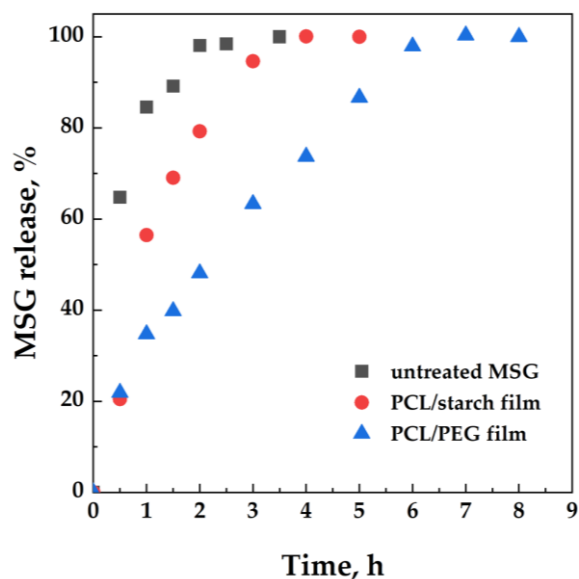 MSG release, %
100
80
60
40
20
0
untreated MSG
PCL/starch film
PCL/PEG film
0 1 2 3 4 5 6 7 8 9
Time, h